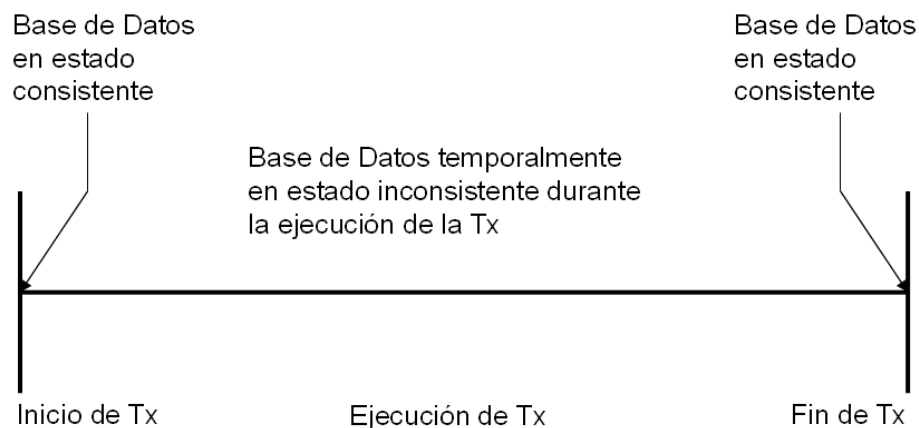 Base de Datos
en estado
consistente
Base de Datos
en estado
consistente
Base de Datos temporalmente
en estado inconsistente durante
la ejecución de la Tx
Inicio de Tx
Ejecución de Tx
Fin de Tx